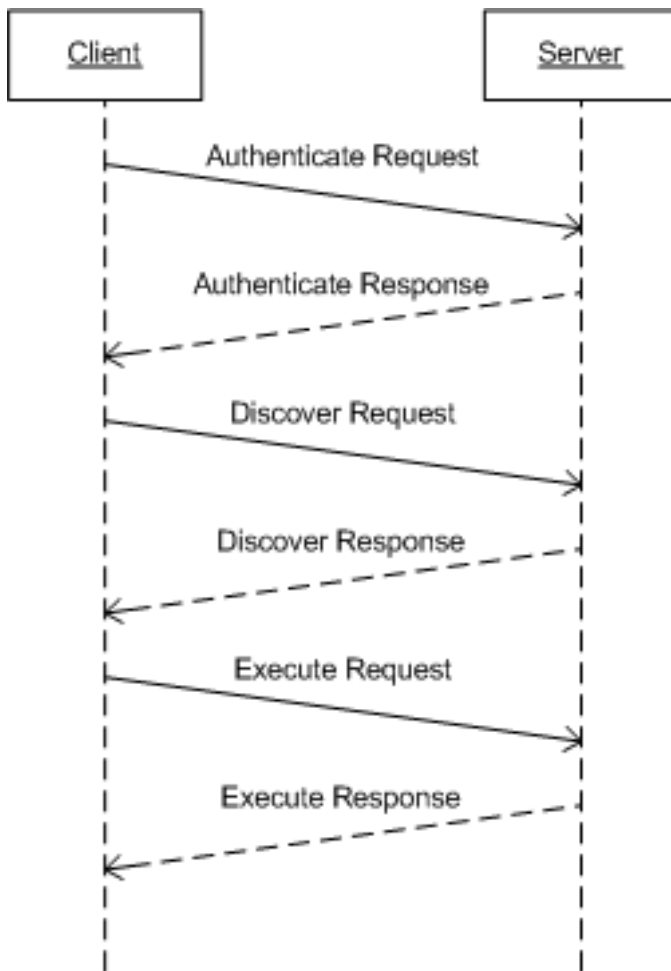 Client
Server
Authenticate Request
Authenticate Response
Discover Request
Discover Response
Execute Request
Execute Response